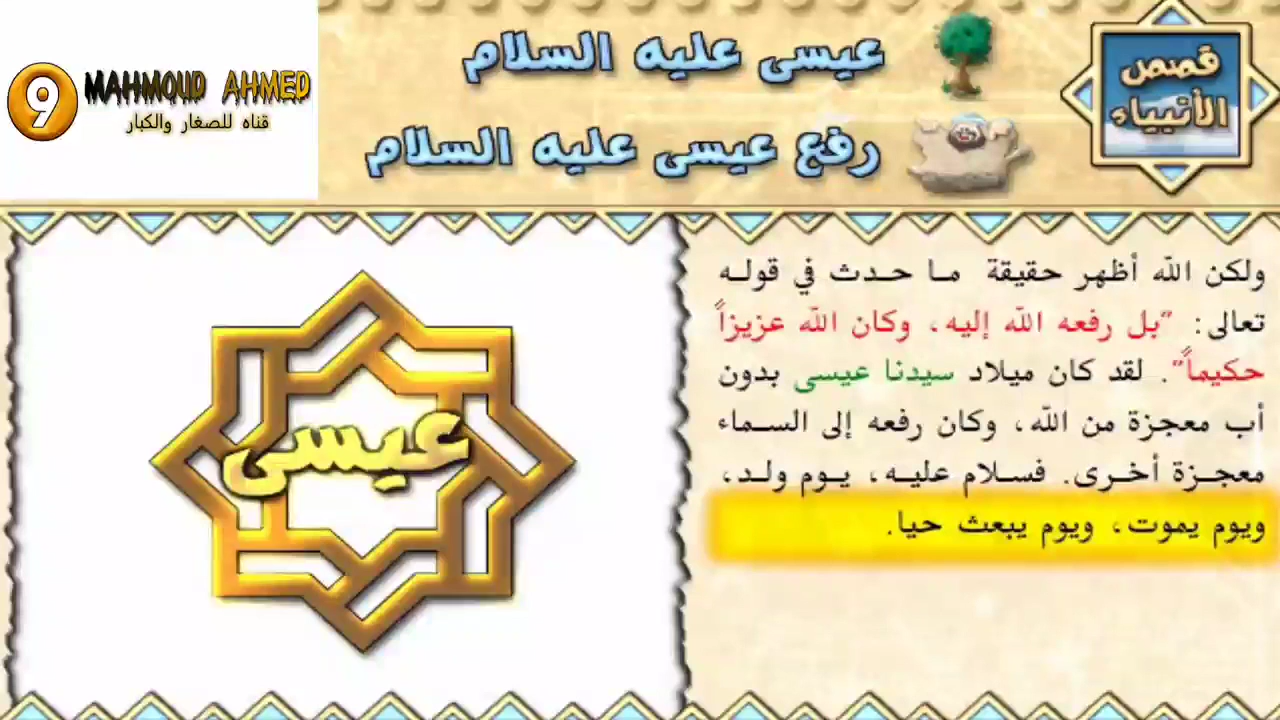 قصص
الأنبياء
عيسى عليه السلام
رفع عيسى عليه السلام
9
MAHMOUD AHMED
قناه للصغار والكبار
ولكن الله أظهر حقيقة ما حدث في قوله
تعالى: "بل رفعه الله إليه، وكان الله عزيزاً
حكيماً". لقد كان ميلاد سيدنا عيسى بدون
أب معجزة من الله، وكان رفعه إلى السماء
معجزة أخرى. فسلام عليه، يوم ولد،
ويوم يموت، ويوم يبعث حيا.
عيسى